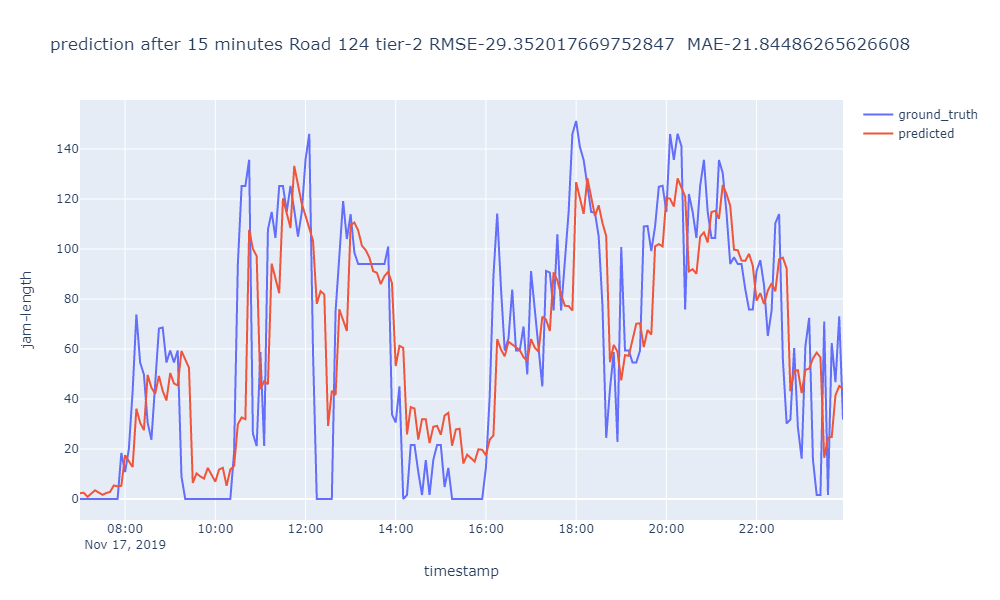 prediction after 15 minutes Road 124 tier-2 RMSE-29.352017669752847  MAE-21.84486265626608
ground_truth
predicted
140
120
100
80
60
40
20
0
jam-length
08:00 10:00 12:00 14:00 16:00 18:00 20:00 22:00
Nov 17, 2019
timestamp